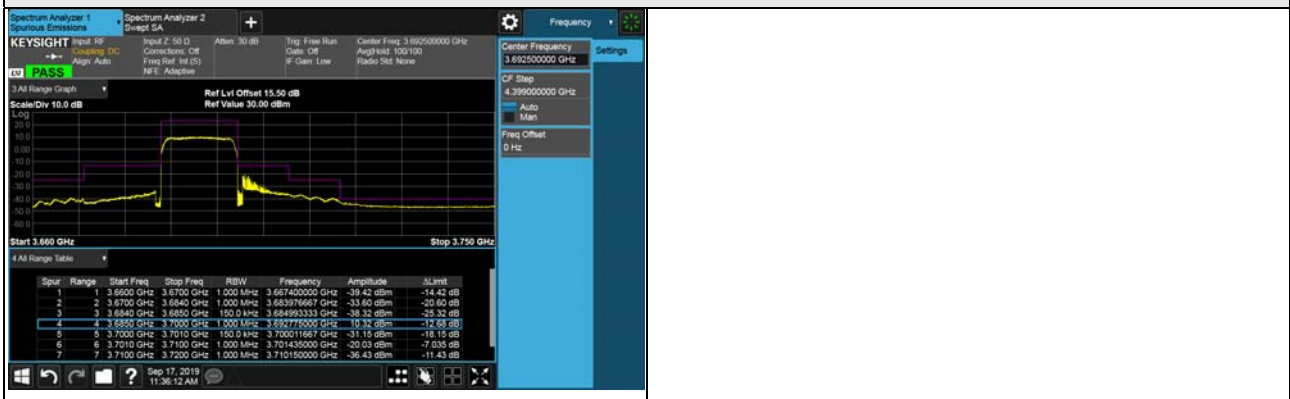 Spectrum Analyzer 1
Spurious Emissions
Spectrum Analyzer 2
Swept SA
+
Frequency
KEYSIGHT
Input: RF
Coupling: DC
Align: Auto
Input Z: 50 Ω
Corrections: Off
Freq Ref: Int (S)
NFE: Adaptive
Atten: 30 dB
Trig: Free Run
Gate: Off
IF Gain: Low
Center Freq: 3.692500000 GHz
Avg|Hold: 100/100
Radio Std: None
PASS
Center Frequency
3.692500000 GHz
Settings
CF Step
4.399000000 GHz
Auto
Man
Freq Offset
0 Hz
3 All Range Graph
Scale/Div 10.0 dB
Ref Lvl Offset 15.50 dB
Ref Value 30.00 dBm
Log
20.0
10.0
0.00
-10.0
-20.0
-30.0
-40.0
-50.0
-60.0
Start 3.660 GHz
Stop 3.750 GHz
4 All Range Table
Spur Range Start Freq Stop Freq RBW Frequency Amplitude ΔLimit
1 1 3.6600 GHz 3.6700 GHz 1.000 MHz 3.667400000 GHz -39.42 dBm -14.42 dB
2 2 3.6700 GHz 3.6840 GHz 1.000 MHz 3.683976667 GHz -33.60 dBm -20.60 dB
3 3 3.6840 GHz 3.6850 GHz 150.0 kHz 3.684993333 GHz -38.32 dBm -25.32 dB
4 4 3.6850 GHz 3.7000 GHz 1.000 MHz 3.692775000 GHz 10.32 dBm -12.68 dB
5 5 3.7000 GHz 3.7010 GHz 150.0 kHz 3.700011667 GHz -31.15 dBm -18.15 dB
6 6 3.7010 GHz 3.7100 GHz 1.000 MHz 3.701435000 GHz -20.03 dBm -7.035 dB
7 7 3.7100 GHz 3.7200 GHz 1.000 MHz 3.710150000 GHz -36.43 dBm -11.43 dB
?
Sep 17, 2019
11:36:12 AM